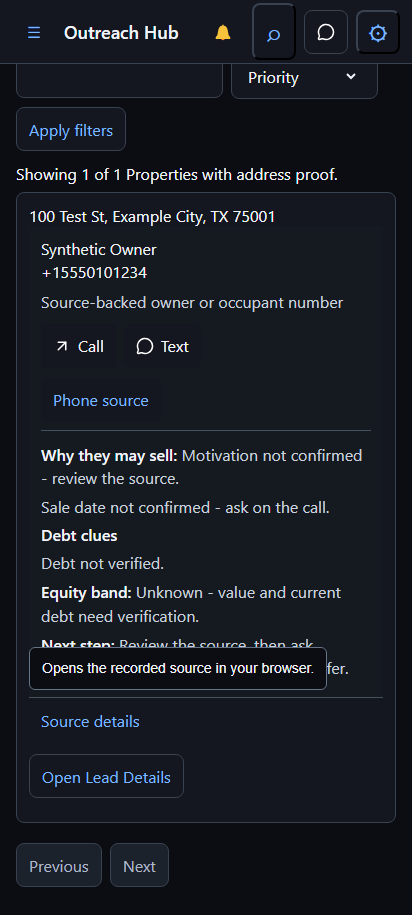 Outreach Hub
Priority
Apply filters
Showing 1 of 1 Properties with address proof.
100 Test St, Example City, TX 75001
Synthetic Owner
+15550101234
Source-backed owner or occupant number
Call
Text
Phone source
Why they may sell: Motivation not confirmed
- review the source.
Sale date not confirmed - ask on the call.
Debt clues
Debt not verified.
Equity band: Unknown - value and current
debt need verification.
Next step: Review the source, then ask
Opens the recorded source in your browser.
fer.
Source details
Open Lead Details
Previous
Next